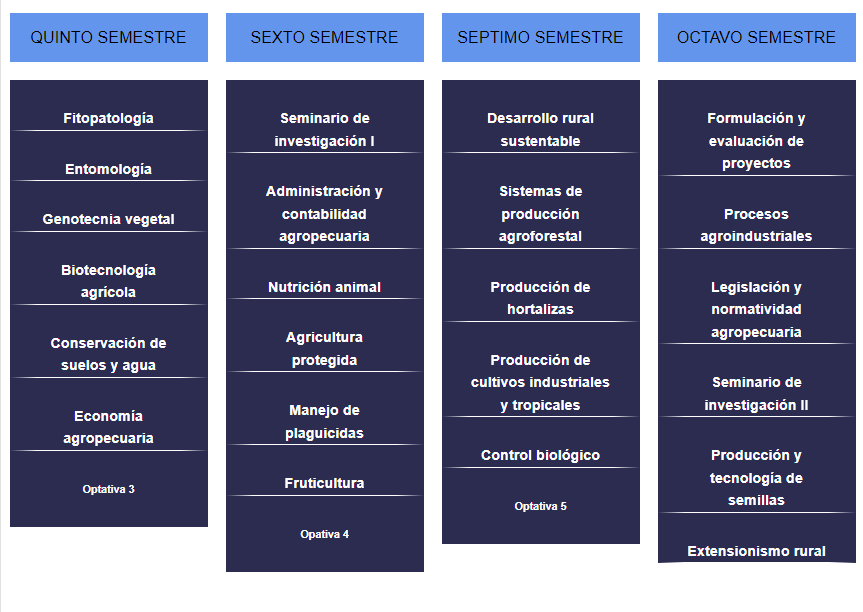 QUINTO SEMESTRE
Fitopatología
Entomología
Genotecnia vegetal
Biotecnología
agrícola
Conservación de
suelos y agua
Economía
agropecuaria
Optativa 3
SEXTO SEMESTRE
Seminario de
investigación I
Administración y
contabilidad
agropecuaria
Nutrición animal
Agricultura
protegida
Manejo de
plaguicidas
Fruticultura
Opativa 4
SEPTIMO SEMESTRE
Desarrollo rural
sustentable
Sistemas de
producción
agroforestal
Producción de
hortalizas
Producción de
cultivos industriales
y tropicales
Control biológico
Optativa 5
OCTAVO SEMESTRE
Formulación y
evaluación de
proyectos
Procesos
agroindustriales
Legislación y
normatividad
agropecuaria
Seminario de
investigación II
Producción y
tecnología de
semillas
Extensionismo rural